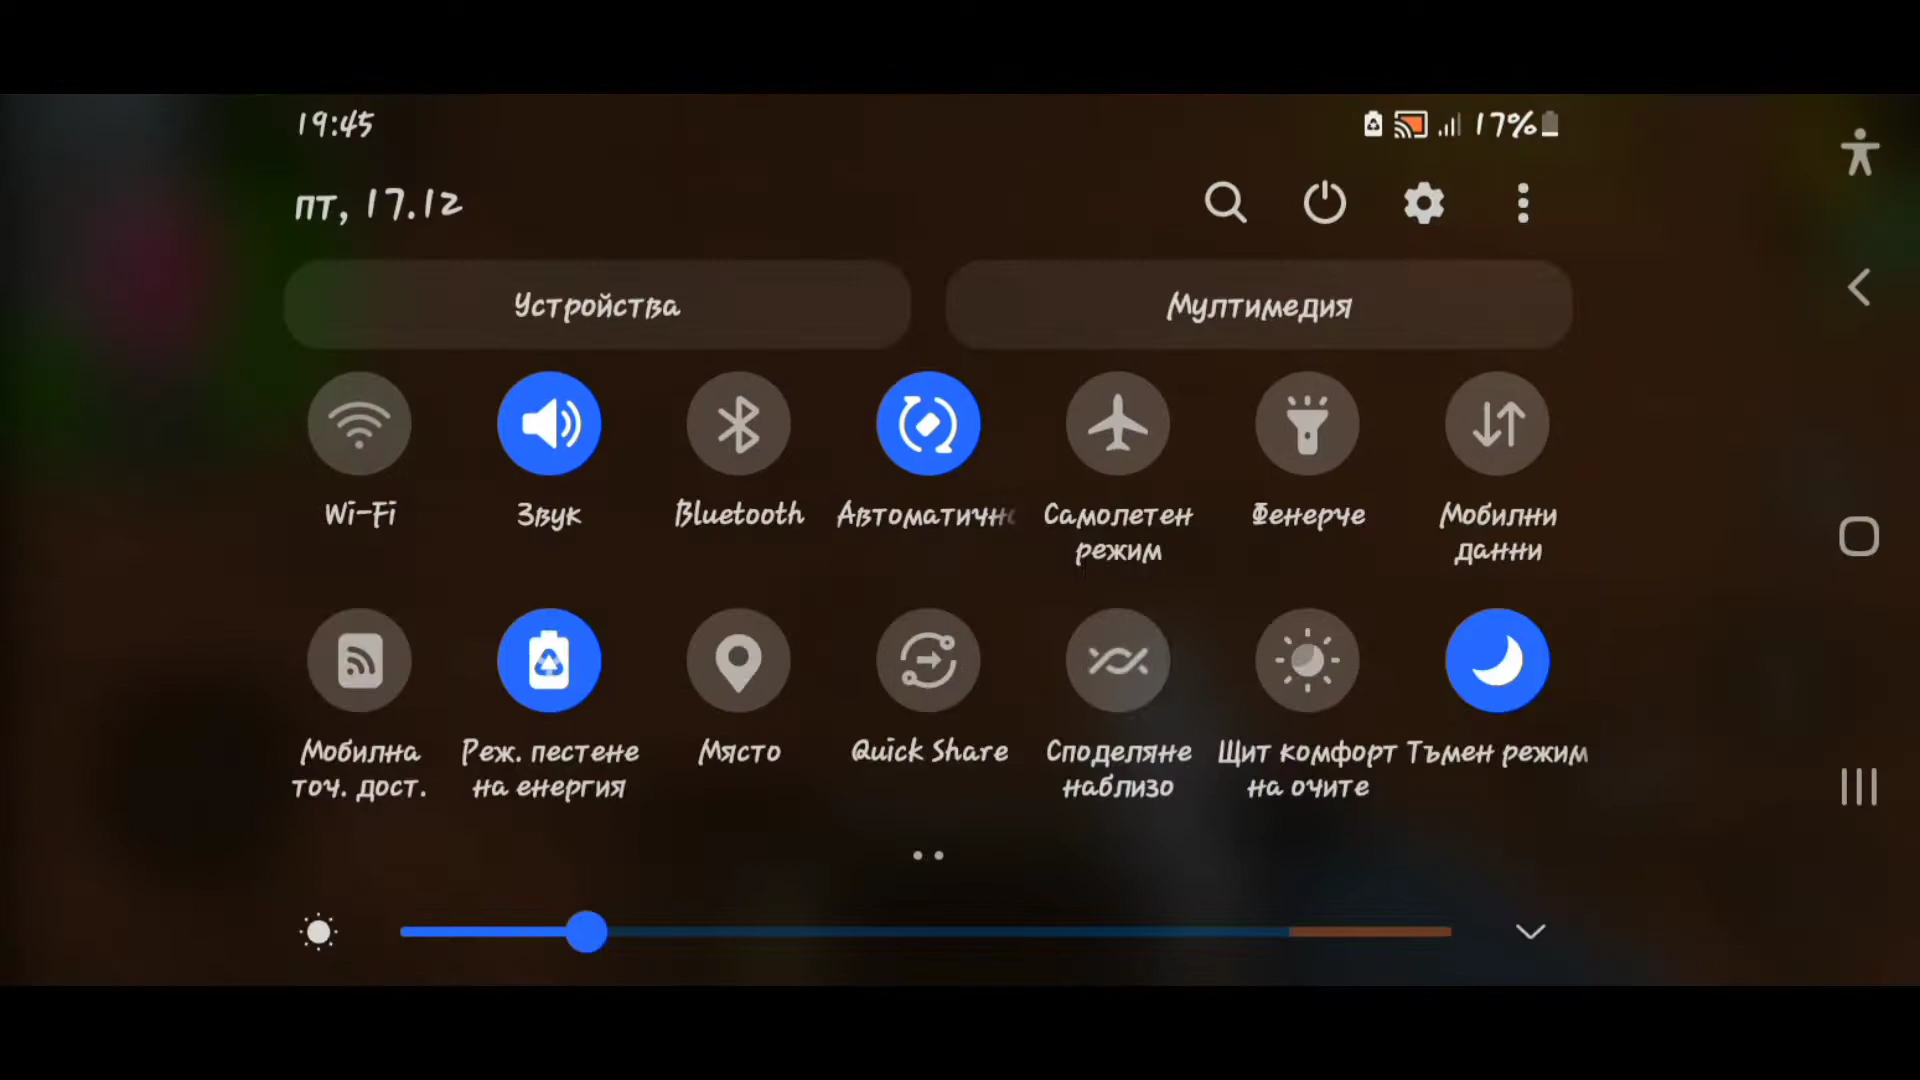 19:45
17%
пт, 17.12
Устройства
Мултимедия
Wi-Fi
Звук
Bluetooth
Автоматичн
Самолетен
режим
Фенерче
Мобилни
данни
Мобилна
точ. дост.
Реж. пестене
на енергия
Място
Quick Share
Споделяне
наблизо
Щит комфорт
на очите
Тъмен режим